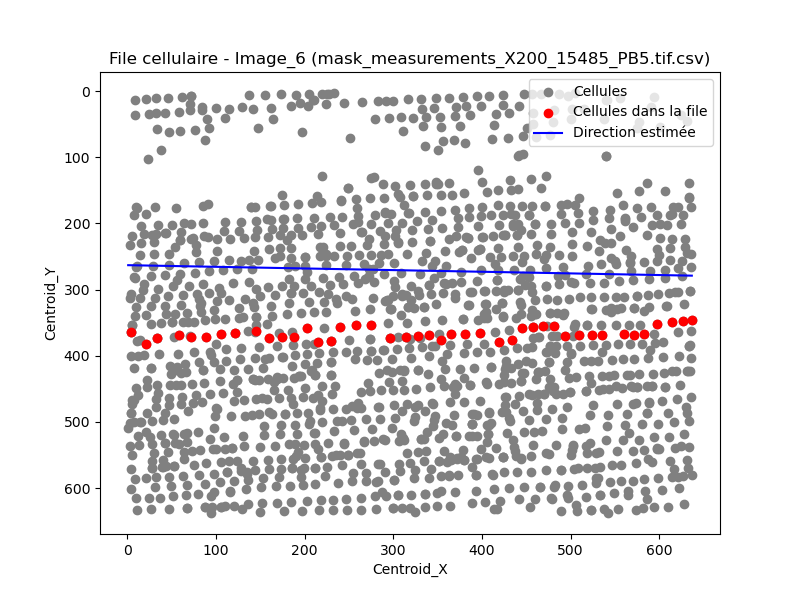 File cellulaire - Image_6 (mask_measurements_X200_15485_PB5.tif.csv)
Cellules
Cellules dans la file
Direction estimée
0
100
200
300
400
500
600
Centroid_Y
0 100 200 300 400 500 600
Centroid_X